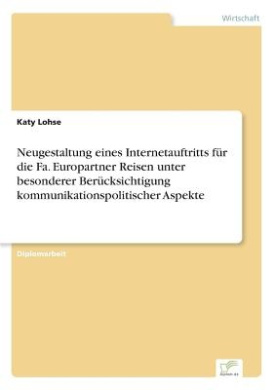 Wirtschaft
Katy Lohse
Neugestaltung eines Internetauftritts für
die Fa. Europartner Reisen unter
besonderer Berücksichtigung
kommunikationspolitischer Aspekte
Diplomarbeit